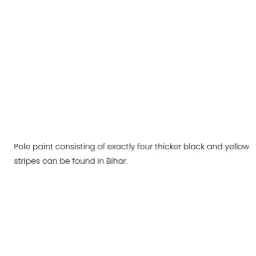 Pole paint consisting of exactly four thicker black and yellow
stripes can be found in Bihar.